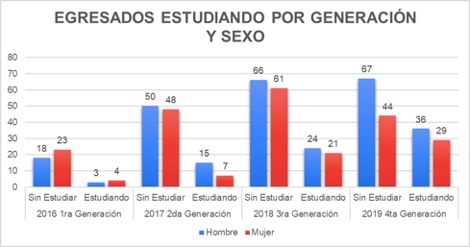 EGRESADOS ESTUDIANDO POR GENERACIÓN
Y SEXO
80
70
60
50
40
30
20
10
0
18 23 3 4 50 48 15 7 66 61 24 21 67 44 36 29
Sin Estudiar Estudiando Sin Estudiar Estudiando Sin Estudiar Estudiando Sin Estudiar Estudiando
2016 1ra Generación 2017 2da Generación 2018 3ra Generación 2019 4ta Generación
Hombre Mujer